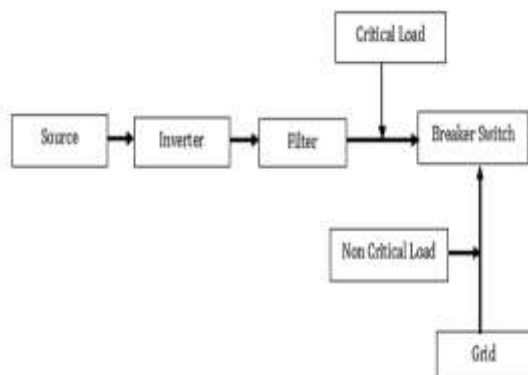 Critical Load
Source
Inverter
Filter
Breaker Switch
Non Critical Load
Grid